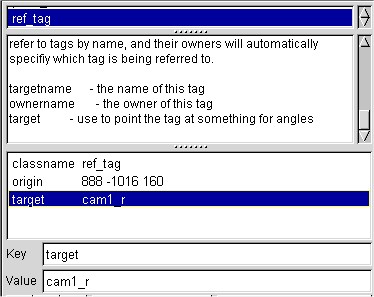 ref_tag
refer to tags by name, and their owners will automatically
specifiy which tag is being referred to.
targetname - the name of this tag
ownername - the owner of this tag
target - use to point the tag at something for angles
classname ref_tag
origin 888 -1016 160
target cam1_r
Key target
Value cam1_r